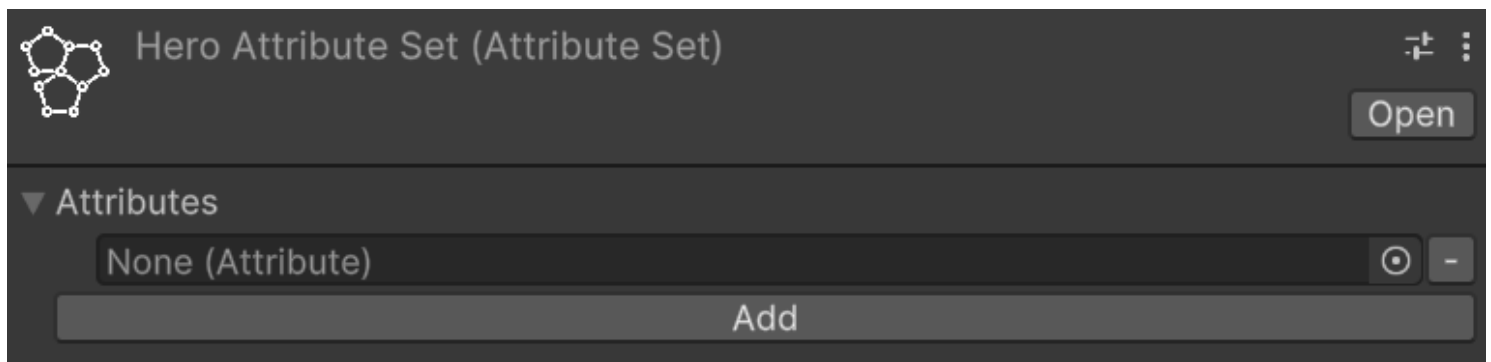 Hero Attribute Set (Attribute Set)
Open
Attributes
None (Attribute)
-
Add